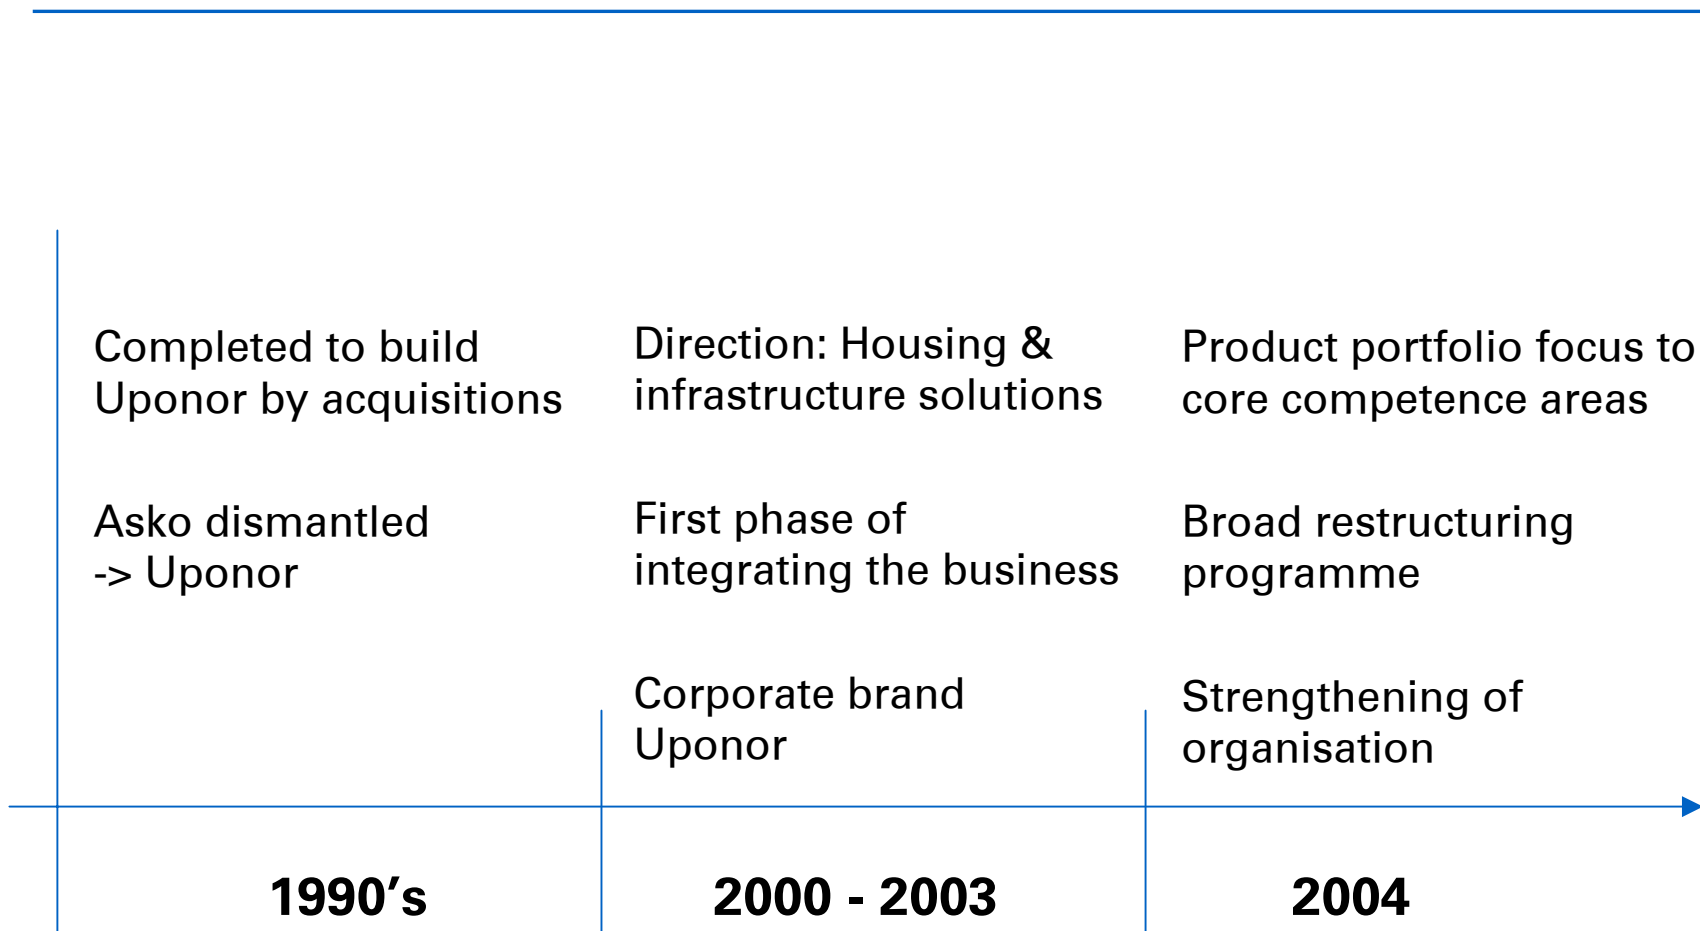 Completed to build
Uponor by acquisitions
Asko dismantled
-> Uponor
Direction: Housing &
infrastructure solutions
First phase of
integrating the business
Corporate brand
Uponor
Product portfolio focus to
core competence areas
Broad restructuring
programme
Strengthening of
organisation
1990’s
2000 - 2003
2004